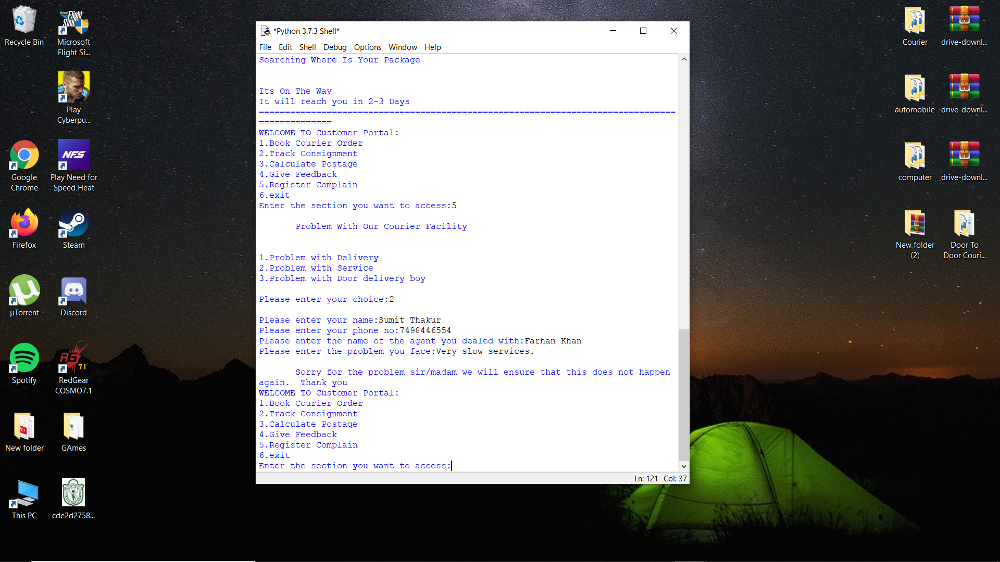 Recycle Bin
Microsoft
Flight Si...
Play
Cyberpu...
Google
Chrome
NFS
Play Need for
Speed Heat
Firefox
Steam
µTorrent
Discord
Spotify
RG
7.1
RedGear
COSMO7.1
PDF
New folder
GAmes
This PC
cde2d2758...
*Python 3.7.3 Shell*
File Edit Shell Debug Options Window Help
Searching Where Is Your Package
Its On The Way
It will reach you in 2-3 Days
================================================================================
==============
WELCOME TO Customer Portal:
1.Book Courier Order
2.Track Consignment
3.Calculate Postage
4.Give Feedback
5.Register Complain
6.exit
Enter the section you want to access:5
Problem With Our Courier Facility
1.Problem with Delivery
2.Problem with Service
3.Problem with Door delivery boy
Please enter your choice:2
Please enter your name:Sumit Thakur
Please enter your phone no:7498446554
Please enter the name of the agent you dealed with:Farhan Khan
Please enter the problem you face:Very slow services.
Sorry for the problem sir/madam we will ensure that this does not happen
again.  Thank you
WELCOME TO Customer Portal:
1.Book Courier Order
2.Track Consignment
3.Calculate Postage
4.Give Feedback
5.Register Complain
6.exit
Enter the section you want to access:
Ln: 121 Col: 37
Courier
drive-downl...
automobile
drive-downl...
computer
drive-downl...
New folder
(2)
Door To
Door Couri...